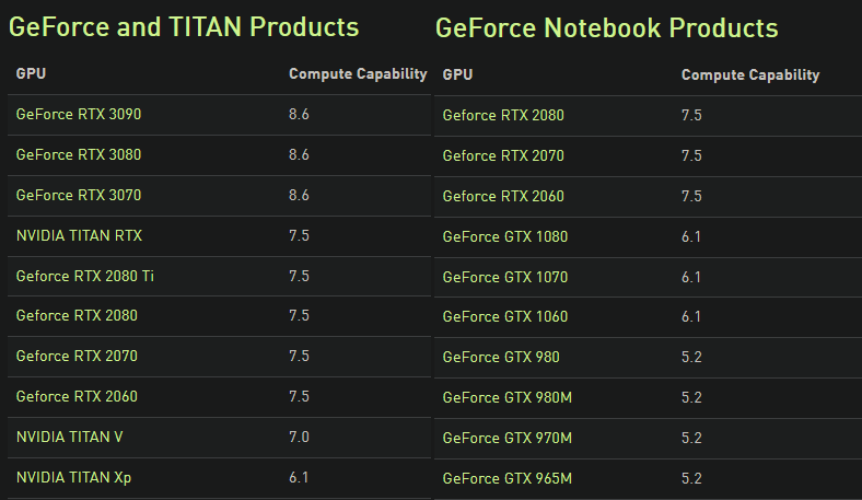 GeForce and TITAN Products
GPU Compute Capability
GeForce RTX 3090 8.6
GeForce RTX 3080 8.6
GeForce RTX 3070 8.6
NVIDIA TITAN RTX 7.5
Geforce RTX 2080 Ti 7.5
Geforce RTX 2080 7.5
Geforce RTX 2070 7.5
Geforce RTX 2060 7.5
NVIDIA TITAN V 7.0
NVIDIA TITAN Xp 6.1
GeForce Notebook Products
GPU Compute Capability
Geforce RTX 2080 7.5
Geforce RTX 2070 7.5
Geforce RTX 2060 7.5
GeForce GTX 1080 6.1
GeForce GTX 1070 6.1
GeForce GTX 1060 6.1
GeForce GTX 980 5.2
GeForce GTX 980M 5.2
GeForce GTX 970M 5.2
GeForce GTX 965M 5.2